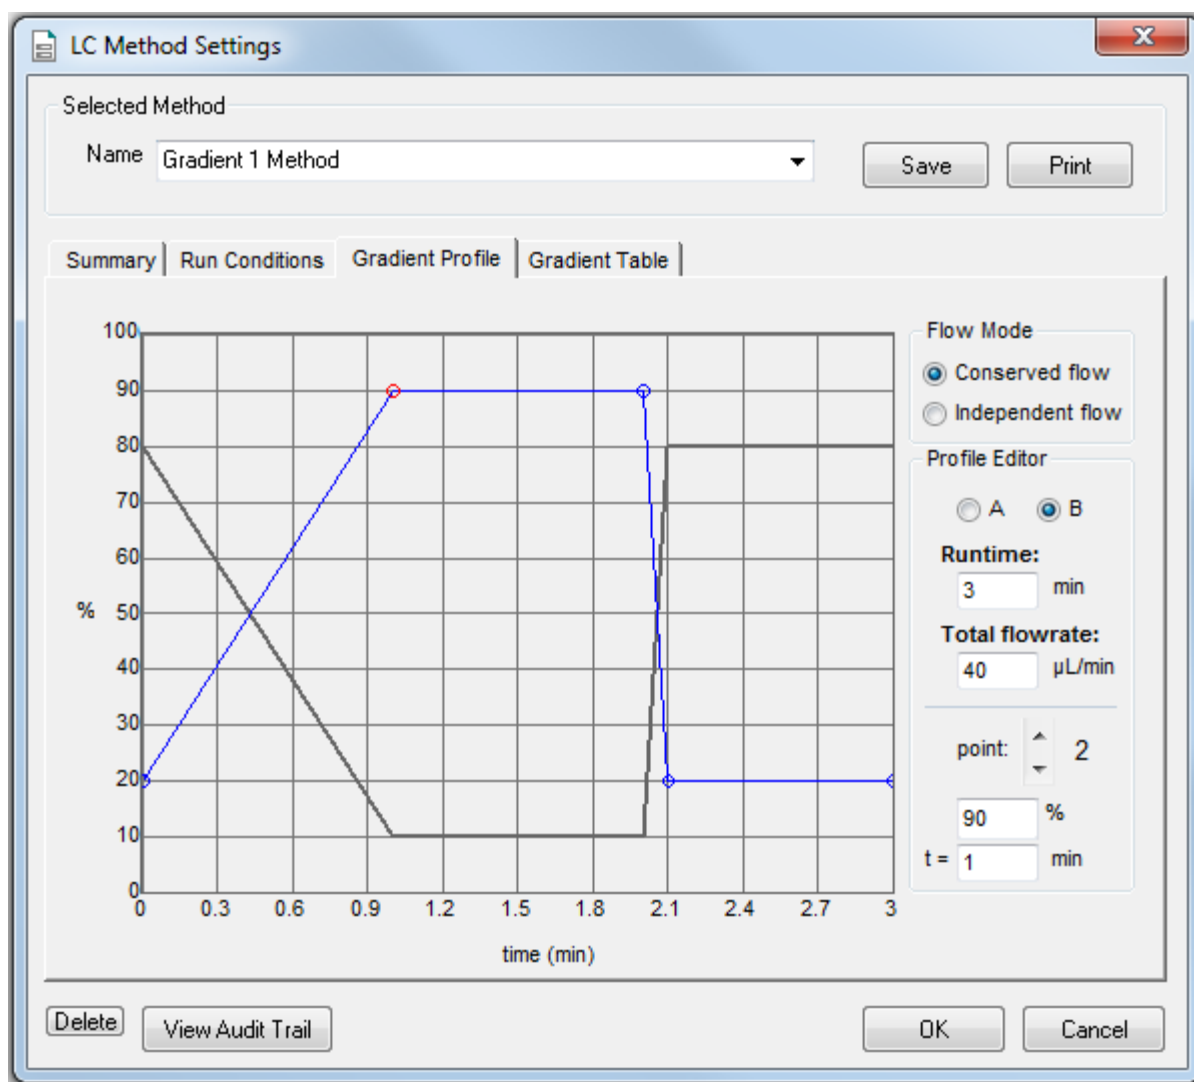 LC Method Settings
X
Selected Method
Name Gradient 1 Method Save Print
Summary Run Conditions Gradient Profile Gradient Table
100
90
80
70
60
50
40
30
20
10
0
%
0 0.3 0.6 0.9 1.2 1.5 1.8 2.1 2.4 2.7 3
time (min)
Flow Mode
Conserved flow
Independent flow
Profile Editor
A B
Runtime:
3 min
Total flowrate:
40 µL/min
point: 2
90 %
t = 1 min
Delete View Audit Trail OK Cancel